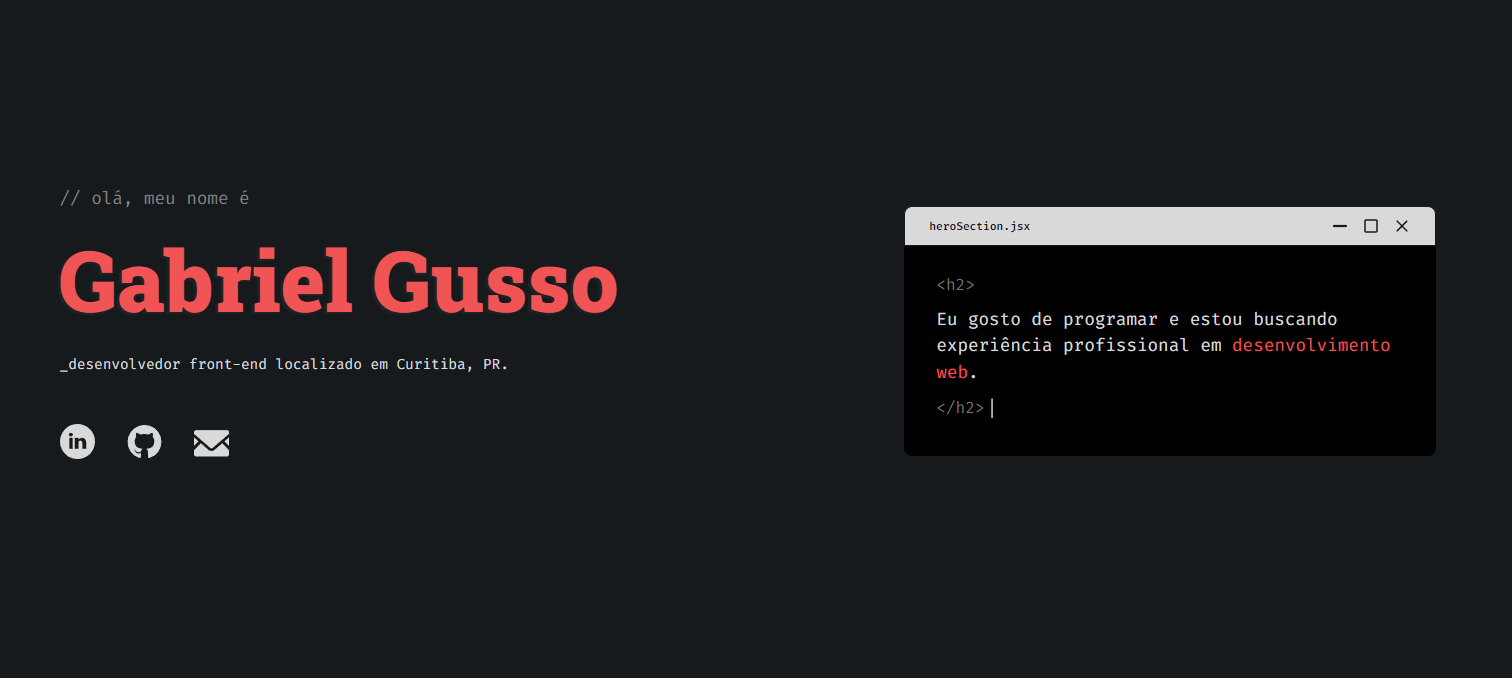 // olá, meu nome é
Gabriel Gusso
_desenvolvedor front-end localizado em Curitiba, PR.
in
heroSection.jsx
<h2>
Eu gosto de programar e estou buscando
experiência profissional em desenvolvimento
web.
</h2>